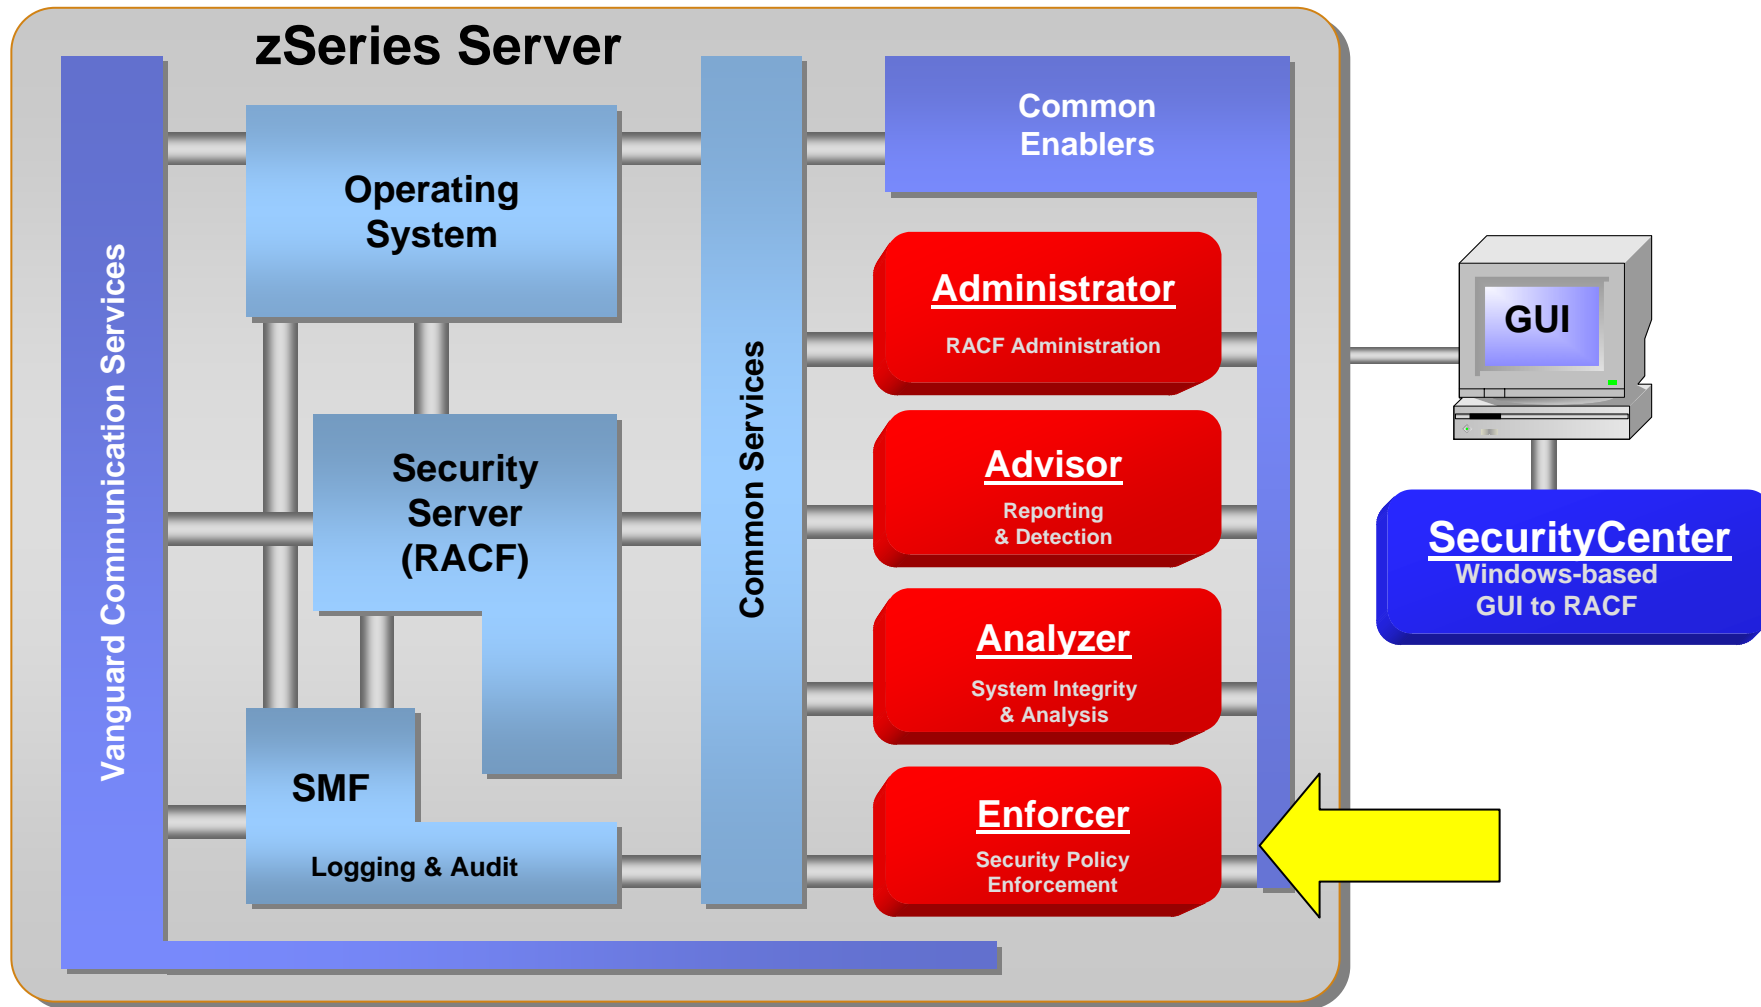 zSeries Server
Vanguard Communication Services
Operating
System
Security
Server
(RACF)
SMF
Logging & Audit
Common Services
Common
Enablers
Administrator
RACF Administration
Advisor
Reporting
& Detection
Analyzer
System Integrity
& Analysis
Enforcer
Security Policy
Enforcement
GUI
SecurityCenter
Windows-based
GUI to RACF